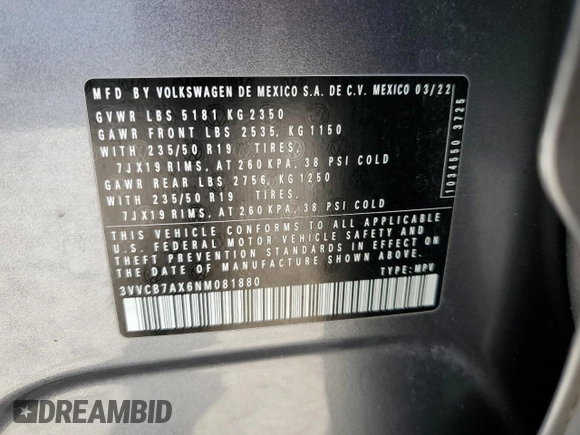 MFD BY VOLKSWAGEN DE MEXICO S.A. DE C.V. MEXICO 03/22
GVWR LBS 5181 KG 2350
GAWR FRONT LBS 2535, KG 1150
WITH 235/50 R19 TIRES,
7JX19 RIMS, AT 260 KPA, 38 PSI COLD
GAWR REAR LBS 2756, KG 1250
WITH 235/50 R19 TIRES,
7JX19 RIMS, AT 260 KPA, 38 PSI COLD
THIS VEHICLE CONFORMS TO ALL APPLICABLE
U.S. FEDERAL MOTOR VEHICLE SAFETY AND
THEFT PREVENTION STANDARDS IN EFFECT ON
THE DATE OF MANUFACTURE SHOWN ABOVE.
3VVCB7AX6NM081880 TYPE: MPV
1034550 3725
DREAMBID